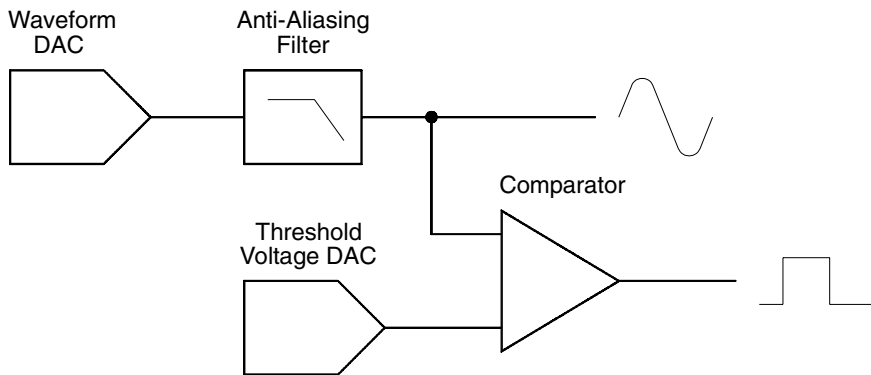 Waveform
DAC
Anti-Aliasing
Filter
Comparator
Threshold
Voltage DAC